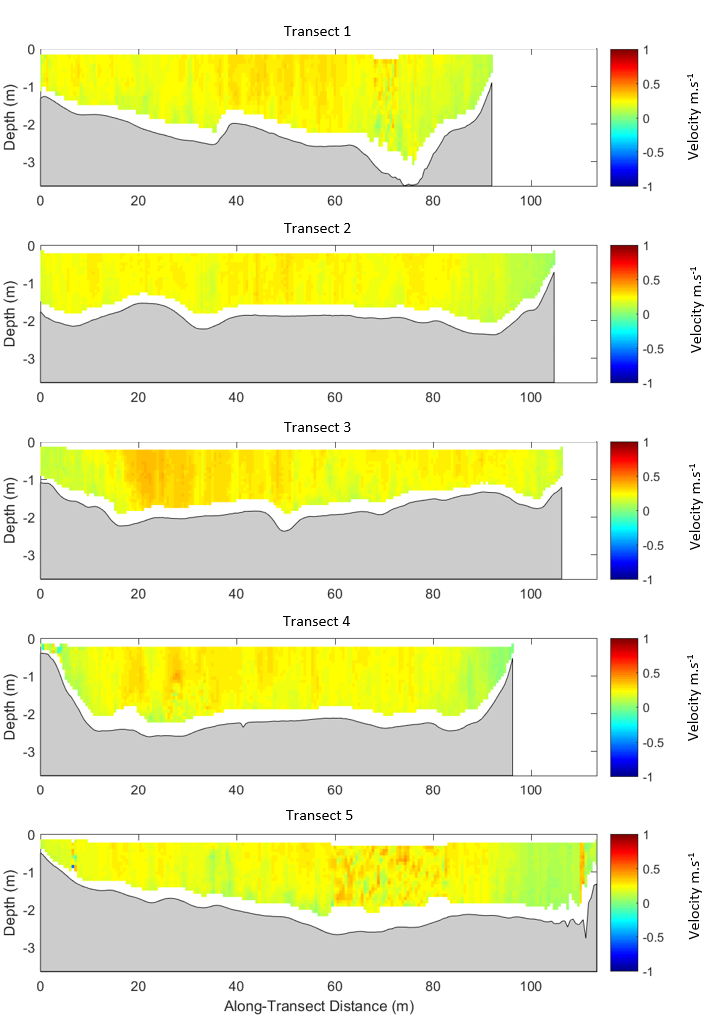 Transect 1
0
-1
-2
-3
Depth (m)
0 20 40 60 80 100
1
0.5
0
-0.5
-1
Velocity m.s⁻¹
Transect 2
0
-1
-2
-3
Depth (m)
0 20 40 60 80 100
1
0.5
0
-0.5
-1
Velocity m.s⁻¹
Transect 3
0
-1
-2
-3
Depth (m)
0 20 40 60 80 100
1
0.5
0
-0.5
-1
Velocity m.s⁻¹
Transect 4
0
-1
-2
-3
Depth (m)
0 20 40 60 80 100
1
0.5
0
-0.5
-1
Velocity m.s⁻¹
Transect 5
0
-1
-2
-3
Depth (m)
0 20 40 60 80 100
Along-Transect Distance (m)
1
0.5
0
-0.5
-1
Velocity m.s⁻¹